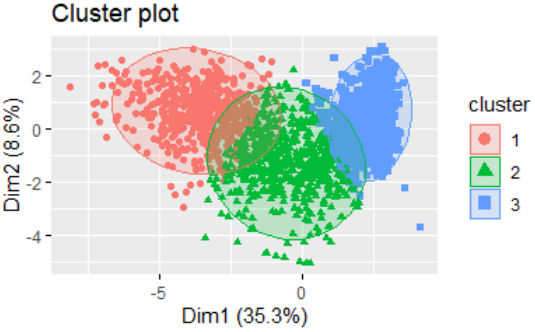 Cluster plot
2
0
-2
-4
Dim2 (8.6%)
-5
0
Dim1 (35.3%)
cluster
1
2
3